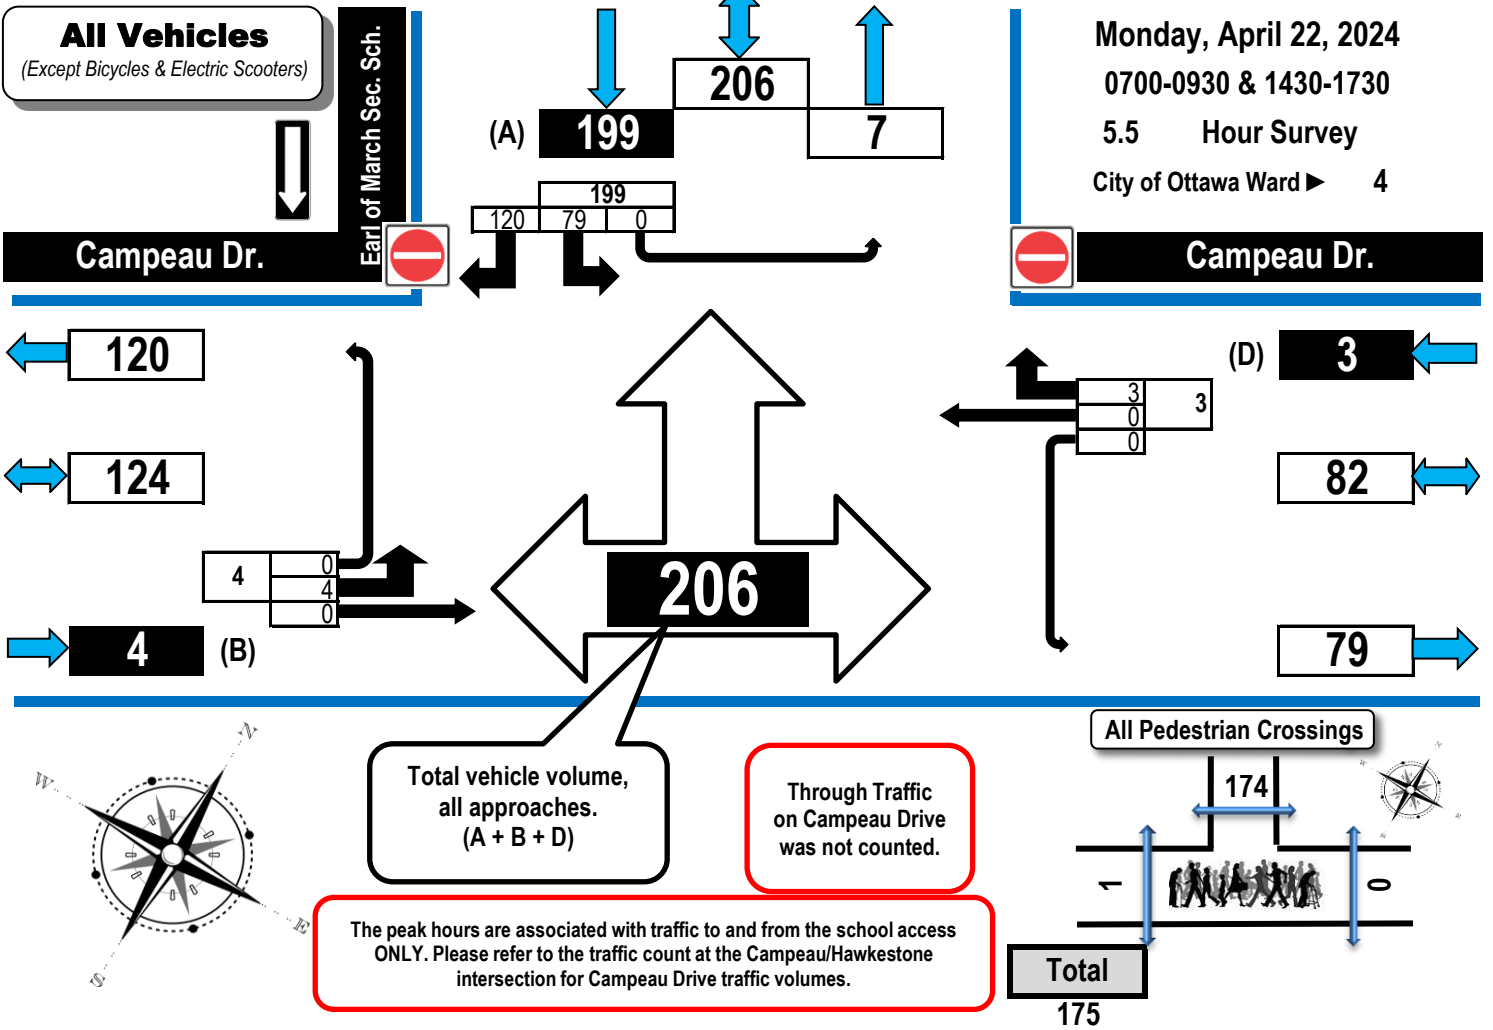 All Vehicles
(Except Bicycles & Electric Scooters)
Earl of March Sec. Sch.
Campeau Dr.
206
(A)
199
7
199
120 79 0
Monday, April 22, 2024
0700-0930 & 1430-1730
5.5 Hour Survey
City of Ottawa Ward ► 4
Campeau Dr.
120
124
4
0
4
0
4
(B)
206
(D)
3
3
0
0
3
82
79
Total vehicle volume,
all approaches.
(A + B + D)
Through Traffic
on Campeau Drive
was not counted.
The peak hours are associated with traffic to and from the school access
ONLY. Please refer to the traffic count at the Campeau/Hawkestone
intersection for Campeau Drive traffic volumes.
N
W
E
S
All Pedestrian Crossings
174
1
0
N
W
E
S
Total
175